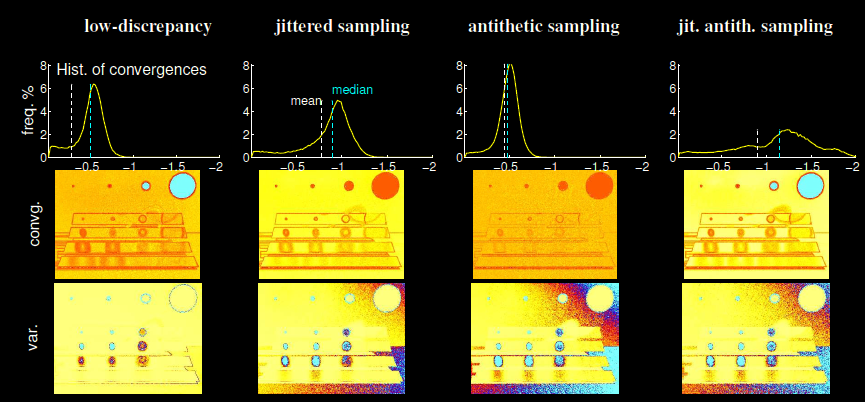 low-discrepancy jittered sampling antithetic sampling jit. antith. sampling
8 8 8 8
Hist. of convergences
6 6 6 6
mean median
freq. %
4 4 4 4
2 2 2 2
0 0 0 0
−0.5 −1 −1.5 −2 −0.5 −1 −1.5 −2 −0.5 −1 −1.5 −2 −0.5 −1 −1.5 −2
convg.
var.